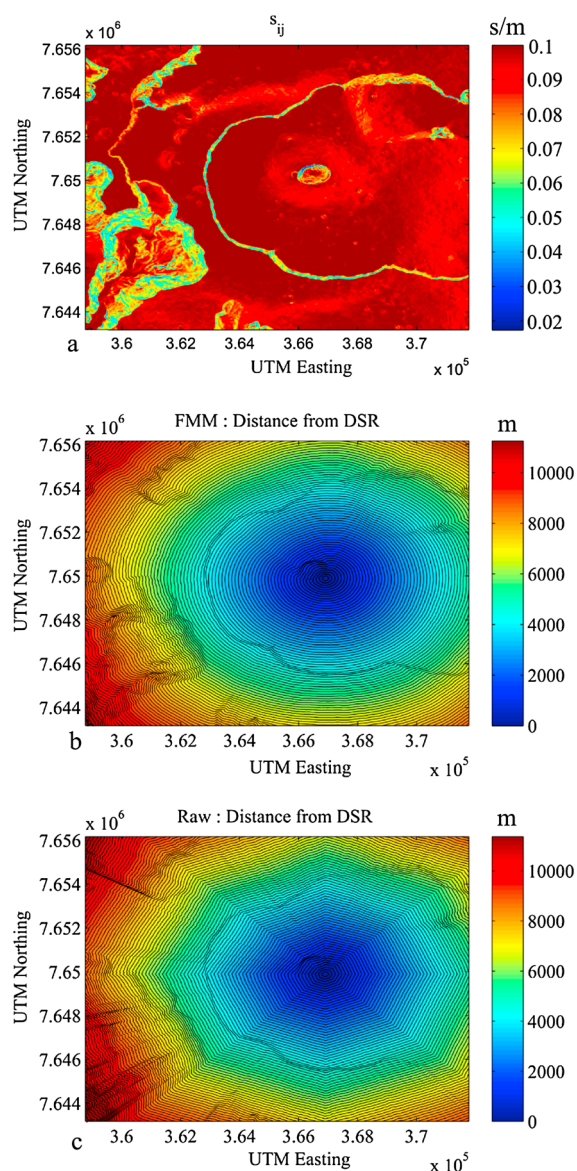 s_ij
s/m
x 10^6
7.656
7.654
7.652
7.65
7.648
7.646
7.644
UTM Northing
0.1
0.09
0.08
0.07
0.06
0.05
0.04
0.03
0.02
a
3.6 3.62 3.64 3.66 3.68 3.7
UTM Easting
x 10^5
FMM : Distance from DSR
m
x 10^6
7.656
7.654
7.652
7.65
7.648
7.646
7.644
UTM Northing
10000
8000
6000
4000
2000
0
b
3.6 3.62 3.64 3.66 3.68 3.7
UTM Easting
x 10^5
Raw : Distance from DSR
m
x 10^6
7.656
7.654
7.652
7.65
7.648
7.646
7.644
UTM Northing
10000
8000
6000
4000
2000
0
c
3.6 3.62 3.64 3.66 3.68 3.7
UTM Easting
x 10^5